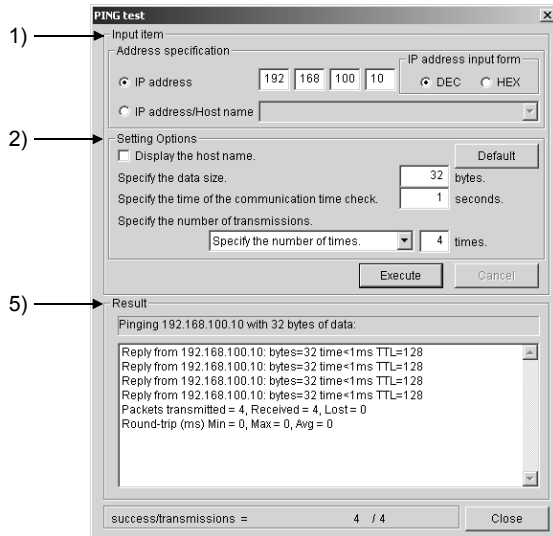 PING test
1)
Input item
Address specification
IP address
192 168 100 10
IP address input form
DEC HEX
IP address/Host name
2)
Setting Options
Display the host name.
Default
Specify the data size.
32 bytes.
Specify the time of the communication time check.
1 seconds.
Specify the number of transmissions.
Specify the number of times.
4 times.
Execute
Cancel
5)
Result
Pinging 192.168.100.10 with 32 bytes of data:
Reply from 192.168.100.10: bytes=32 time<1ms TTL=128
Reply from 192.168.100.10: bytes=32 time<1ms TTL=128
Reply from 192.168.100.10: bytes=32 time<1ms TTL=128
Reply from 192.168.100.10: bytes=32 time<1ms TTL=128
Packets transmitted = 4, Received = 4, Lost = 0
Round-trip (ms) Min = 0, Max = 0, Avg = 0
success/transmissions = 4 / 4
Close